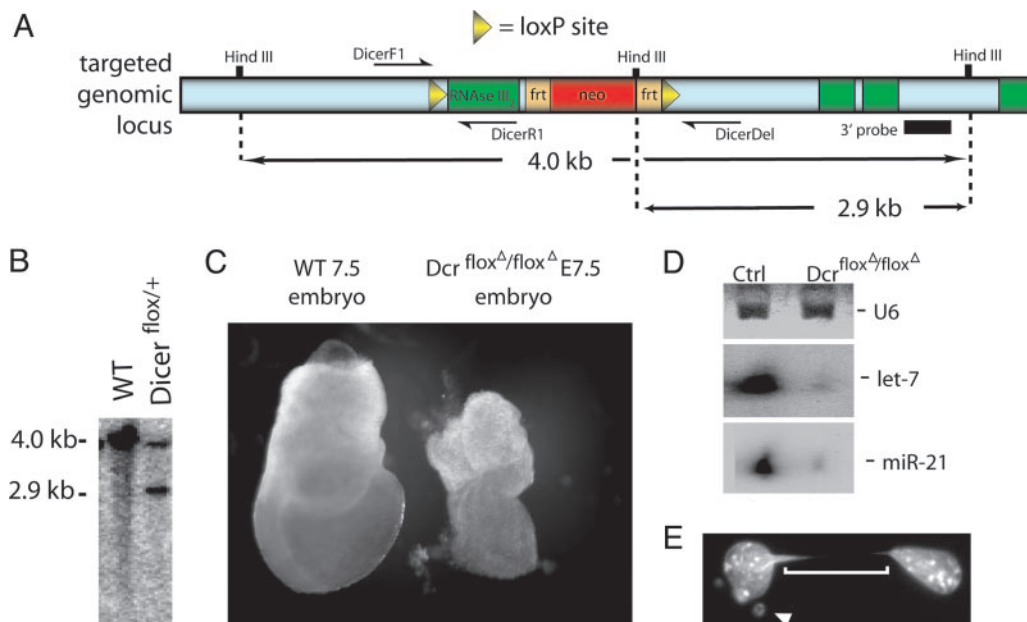 A
= loxP site
targeted
genomic
locus
Hind III
DicerF1
Hind III
Hind III
RNAse III
frt
neo
frt
DicerR1
DicerDel
3' probe
4.0 kb
2.9 kb
B
WT
Dicer flox/+
4.0 kb-
2.9 kb-
C
WT 7.5
embryo
Dcr floxΔ/floxΔ E7.5
embryo
D
Ctrl
Dcr floxΔ/floxΔ
- U6
- let-7
- miR-21
E